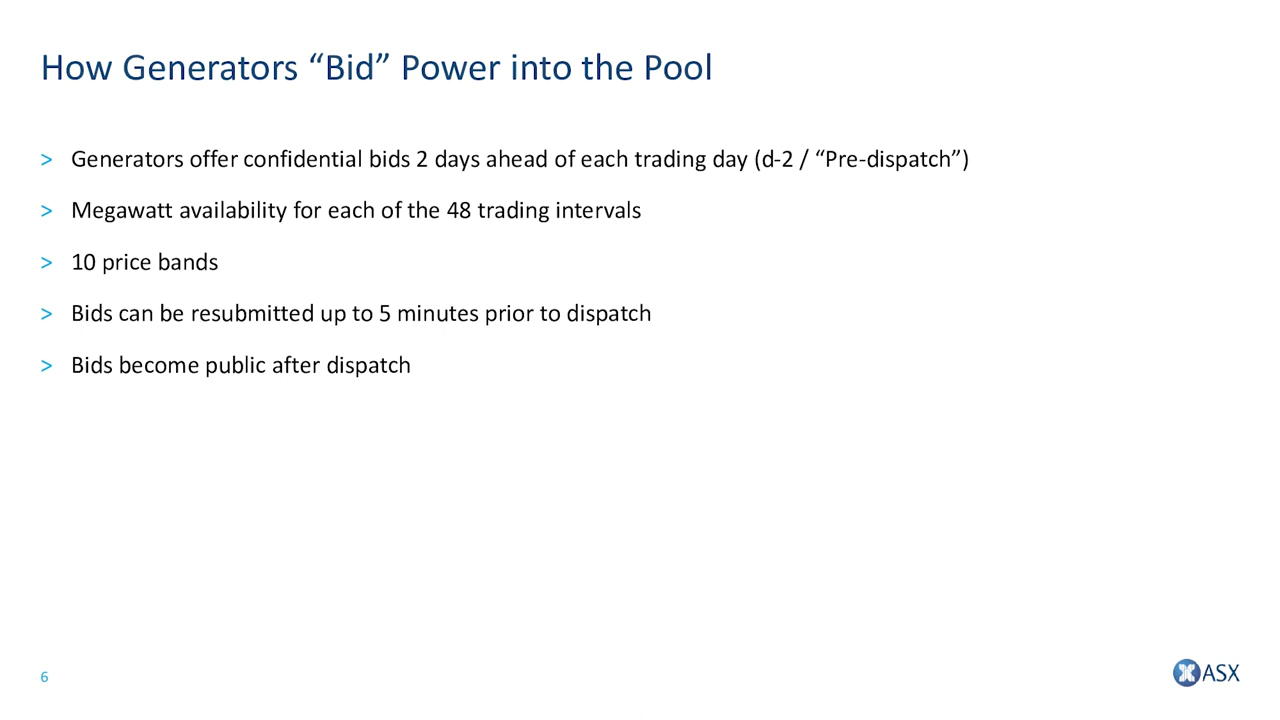 How Generators “Bid” Power into the Pool
> Generators offer confidential bids 2 days ahead of each trading day (d-2 / “Pre-dispatch”)
> Megawatt availability for each of the 48 trading intervals
> 10 price bands
> Bids can be resubmitted up to 5 minutes prior to dispatch
> Bids become public after dispatch
6
ASX